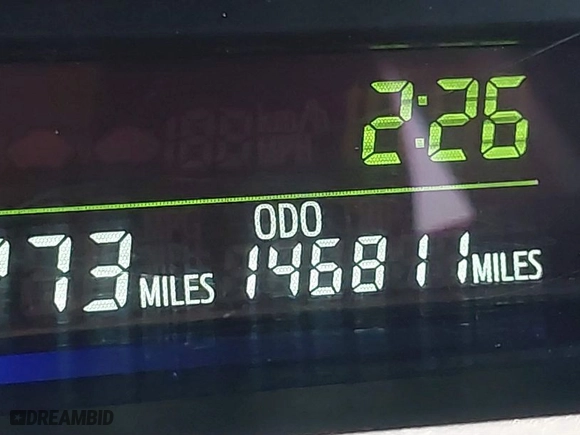 2:26
ODO
73 MILES 146811 MILES
DREAMBID